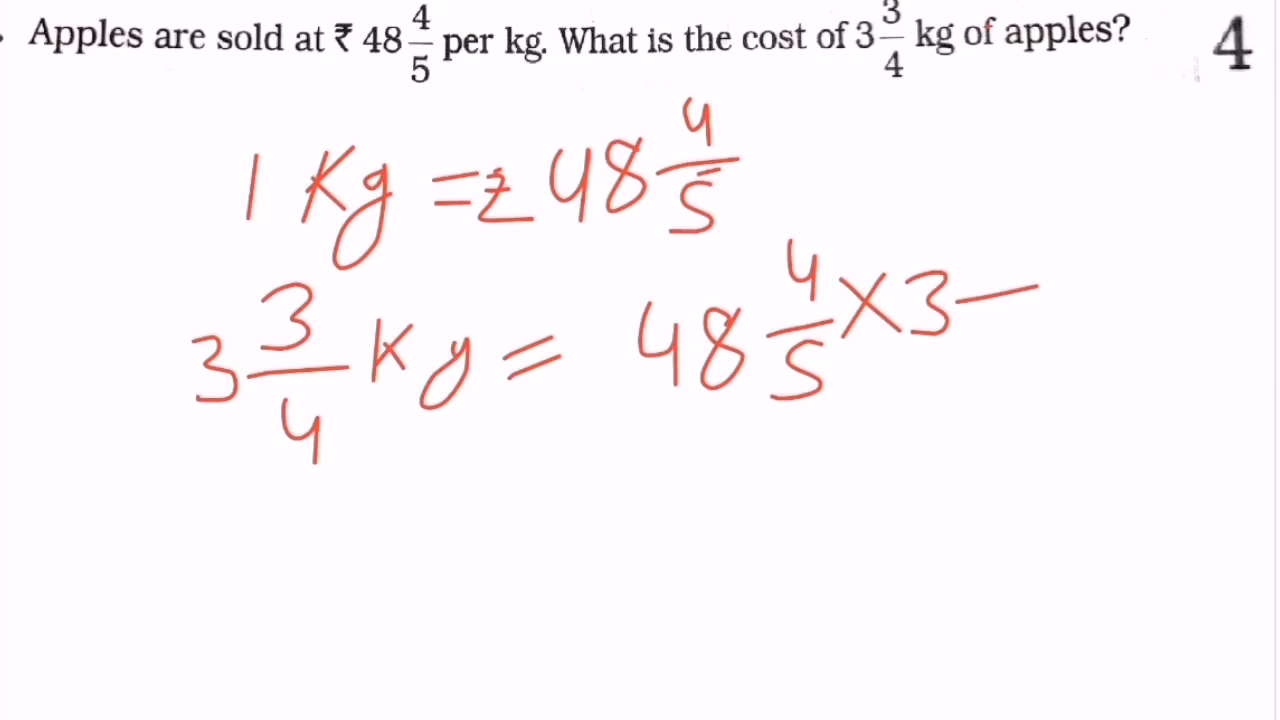 Apples are sold at ₹ 48 4/5 per kg. What is the cost of 3 3/4 kg of apples? 4
1 Kg = ₹ 48 4/5
3 3/4 Kg = 48 4/5 × 3 —